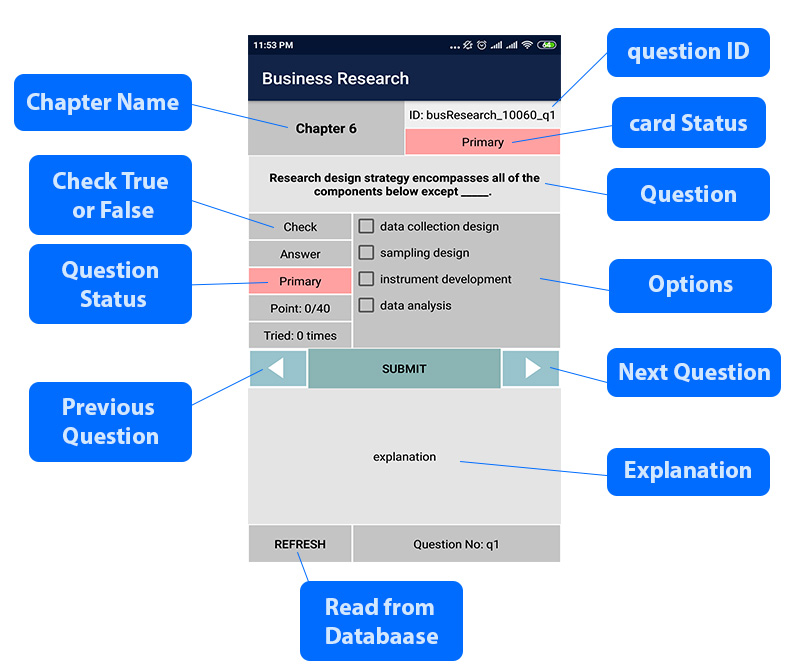 11:53 PM
64
Business Research
question ID
Chapter Name
Chapter 6
ID: busResearch_10060_q1
Primary
card Status
Research design strategy encompasses all of the
components below except _____.
Question
Check True
or False
Check
Answer
Primary
Point: 0/40
Tried: 0 times
data collection design
sampling design
instrument development
data analysis
Question
Status
Options
SUBMIT
Next Question
Previous
Question
explanation
Explanation
REFRESH
Question No: q1
Read from
Databaase